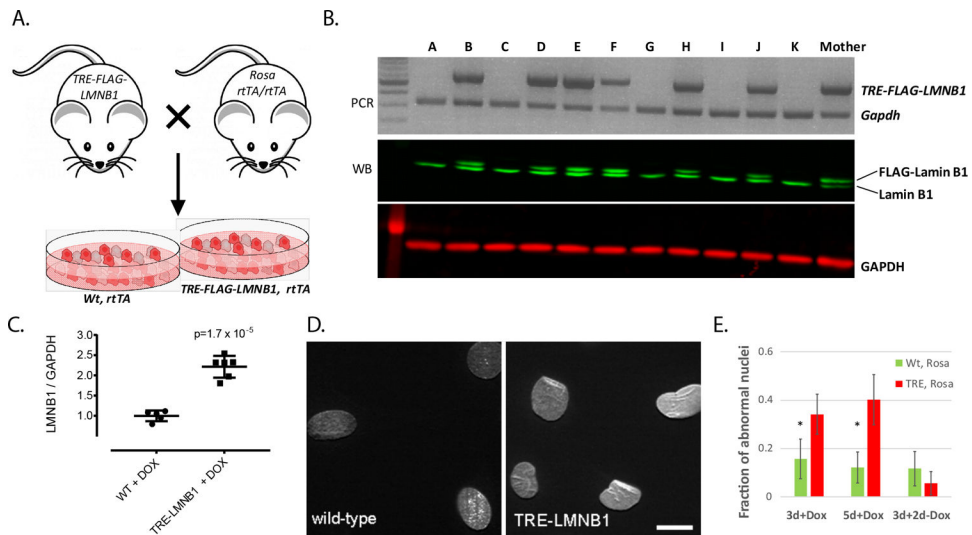 A.
TRE-FLAG-
LMNB1
Rosa
rtTA/rtTA
Wt, rtTA
TRE-FLAG-LMNB1, rtTA
B.
A B C D E F G H I J K Mother
PCR
TRE-FLAG-LMNB1
Gapdh
WB
FLAG-Lamin B1
Lamin B1
GAPDH
C.
p=1.7 x 10-5
LMNB1 / GAPDH
3.0
2.5
2.0
1.0
WT + DOX
TRE-LMNB1 + DOX
D.
wild-type
TRE-LMNB1
E.
Fraction of abnormal nuclei
0.6
0.4
0.2
0
Wt, Rosa
TRE, Rosa
*
*
3d+Dox 5d+Dox 3d+2d-Dox